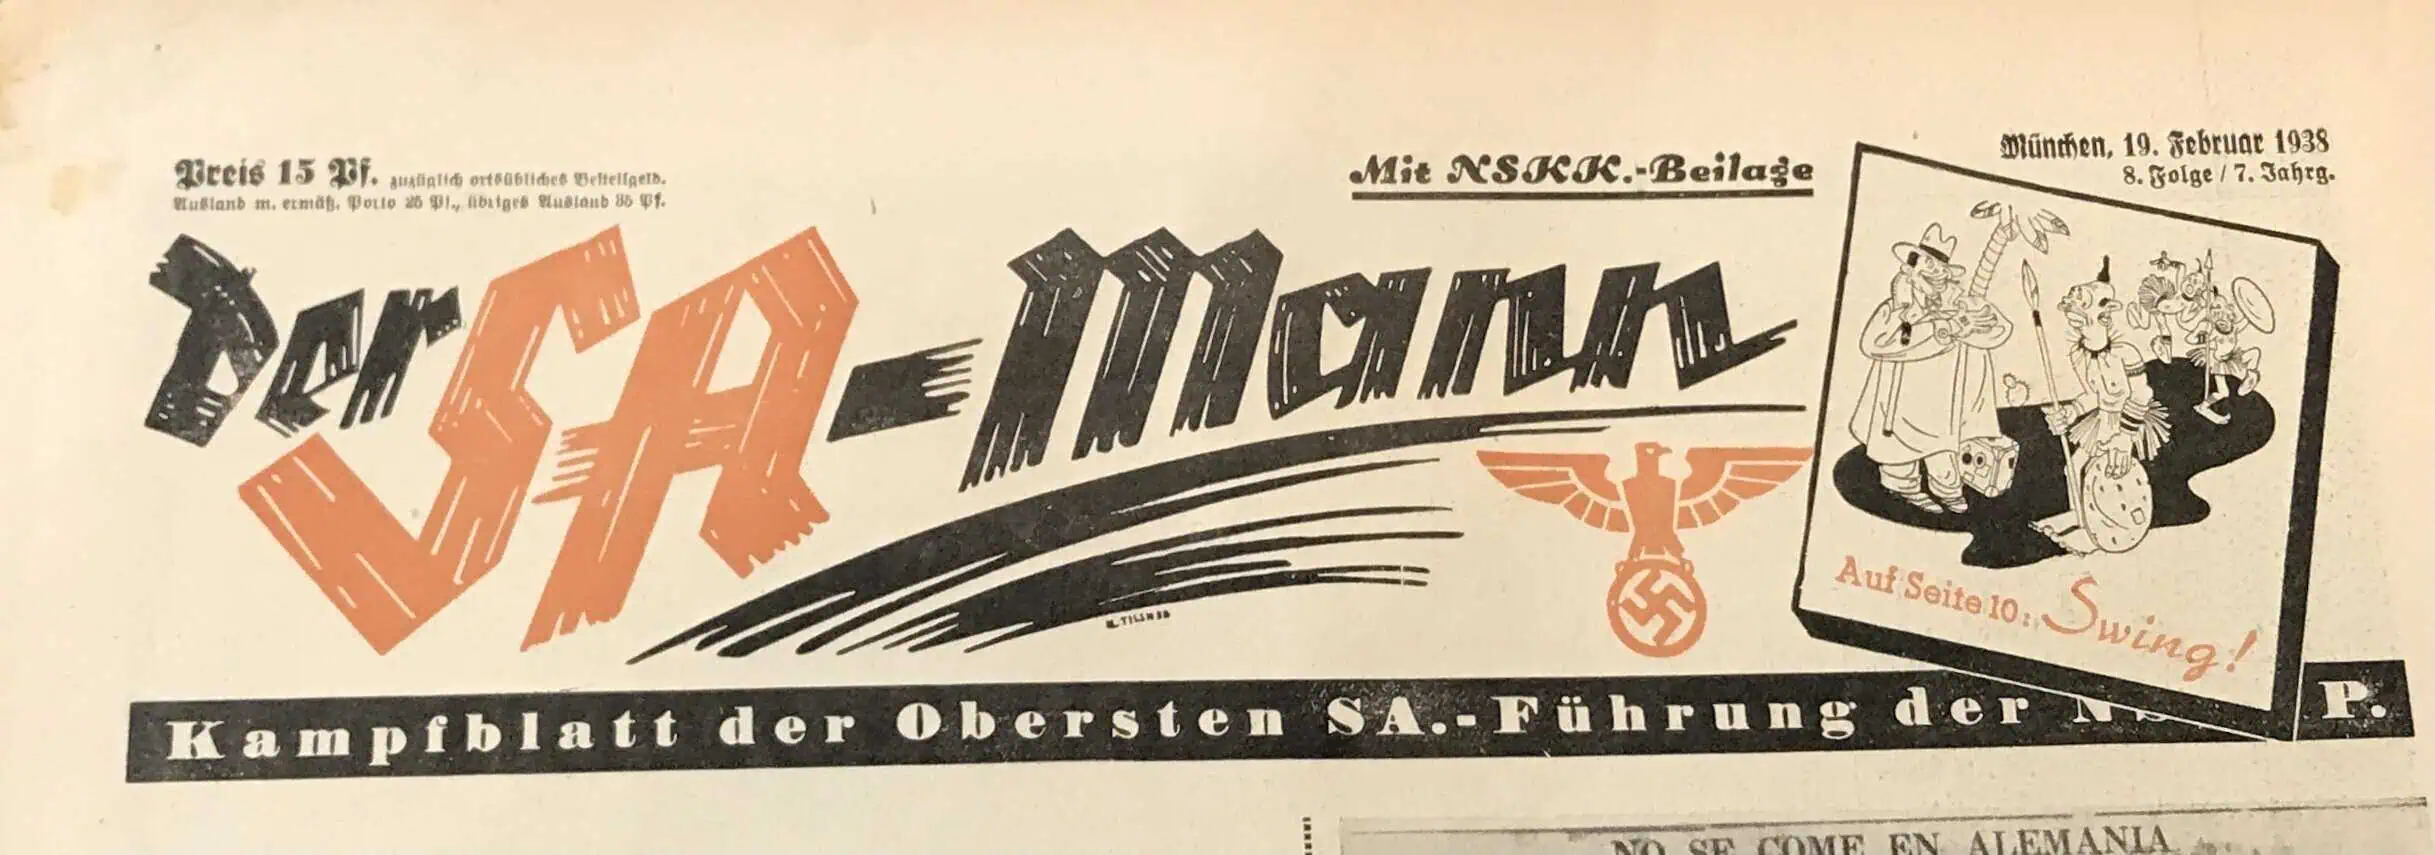 Preis 15 Pf. zuzüglich ortsübliches Bestellgeld.
Ausland m. ermäß. Porto 25 Pf., übriges Ausland 35 Pf.
Mit NSKK.-Beilage
München, 19. Februar 1938
8. Folge / 7. Jahrg.
Der SA-Mann
Auf Seite 10: Swing!
Kampfblatt der Obersten SA.-Führung der NS P.
NO SE COME EN ALEMANIA